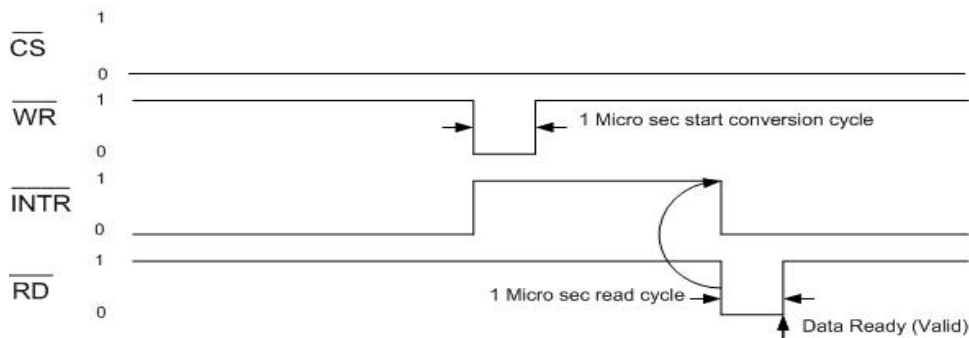 1
CS
0
1
WR
1 Micro sec start conversion cycle
0
1
INTR
0
1
RD
1 Micro sec read cycle
0
Data Ready (Valid)